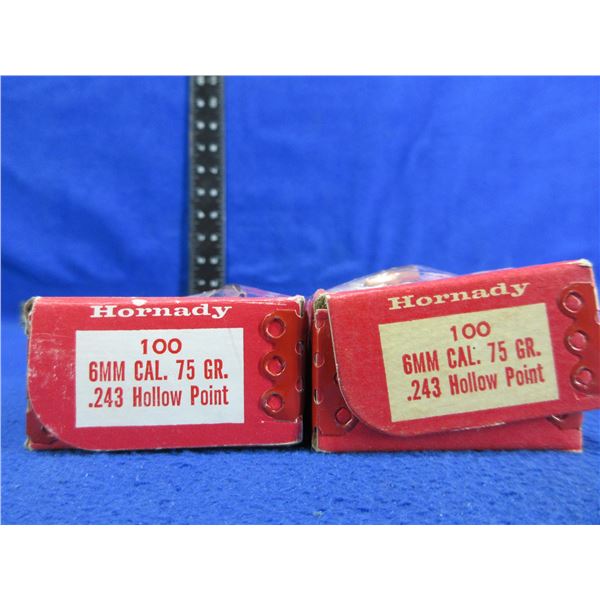 Hornady
100
6MM CAL. 75 GR.
.243 Hollow Point
Hornady
100
6MM CAL. 75 GR.
.243 Hollow Point